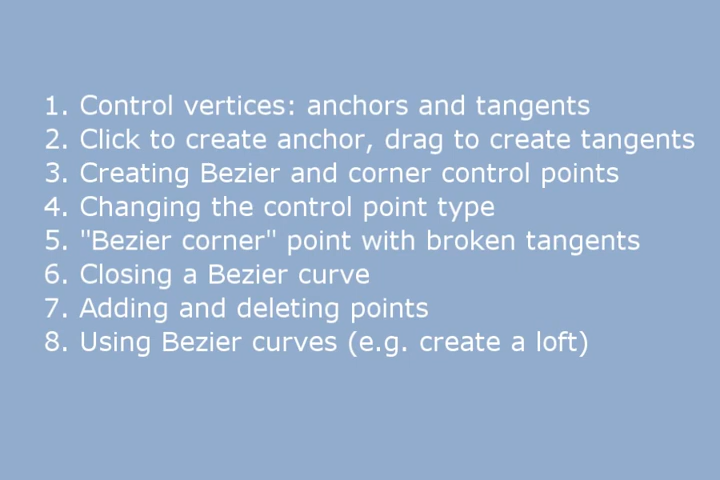 1. Control vertices: anchors and tangents
2. Click to create anchor, drag to create tangents
3. Creating Bezier and corner control points
4. Changing the control point type
5. "Bezier corner" point with broken tangents
6. Closing a Bezier curve
7. Adding and deleting points
8. Using Bezier curves (e.g. create a loft)